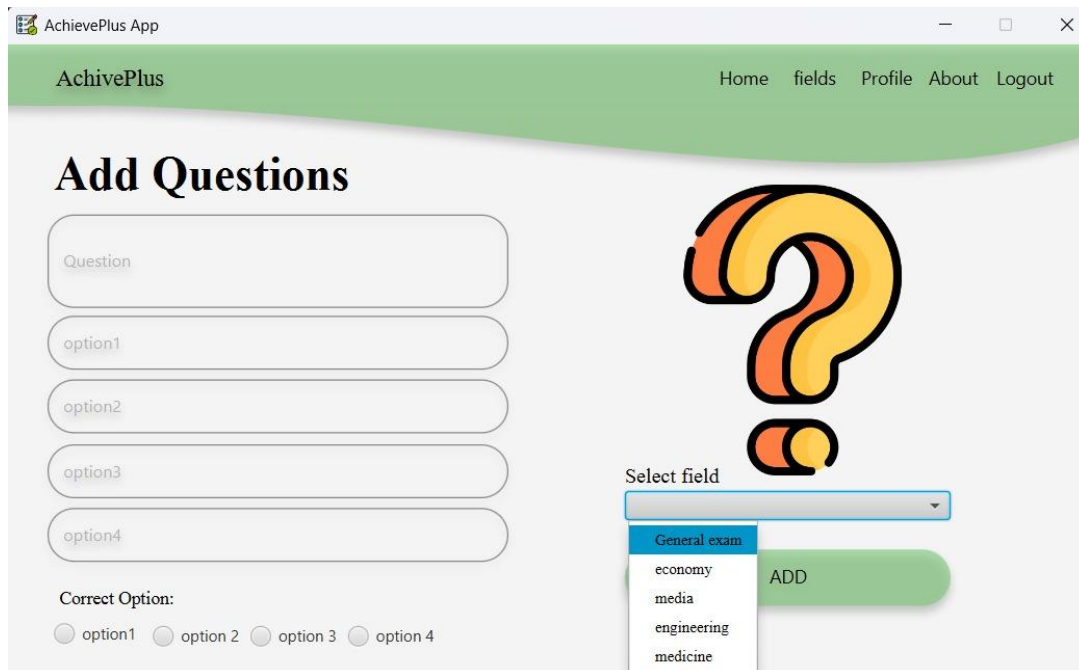 AchievePlus App
AchivePlus
Home fields Profile About Logout
Add Questions
Question
option1
option2
option3
option4
Correct Option:
option1 option 2 option 3 option 4
Select field
General exam
economy
media
engineering
medicine
ADD